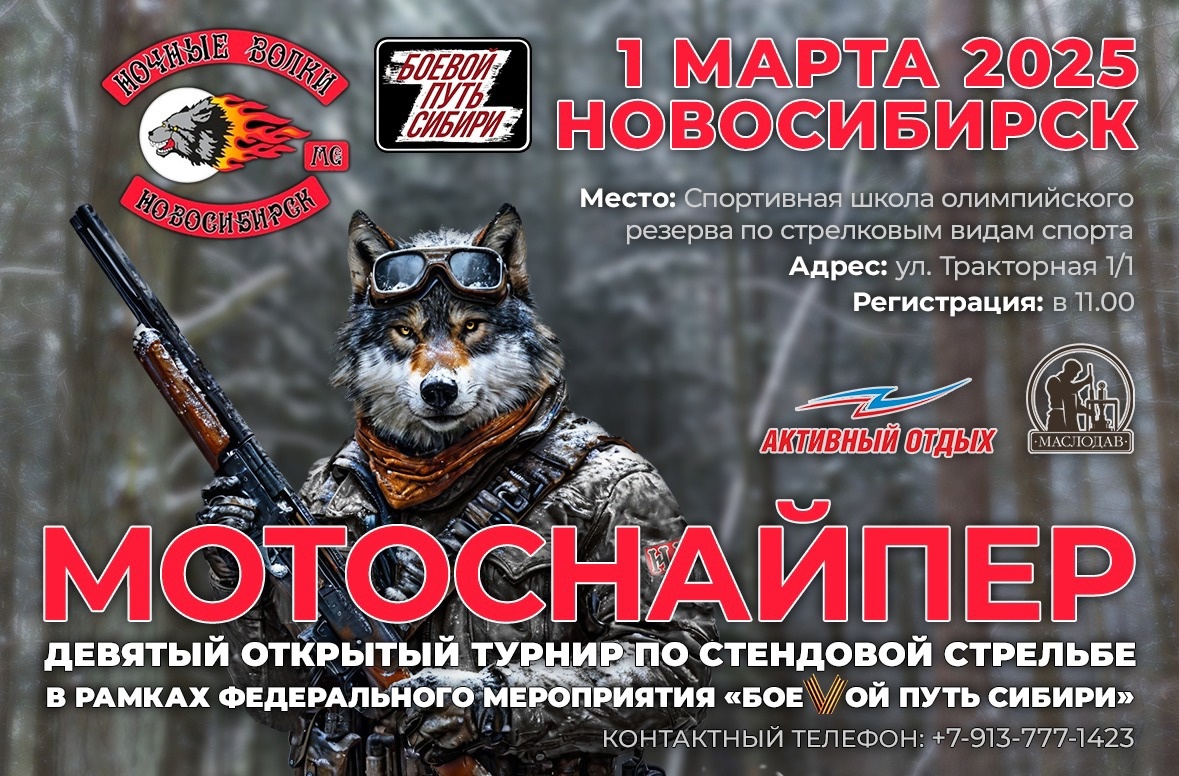 НОЧНЫЕ ВОЛКИ
MC
НОВОСИБИРСК
БОЕВОЙ
ПУТЬ
СИБИРИ
1 МАРТА 2025
НОВОСИБИРСК
Место: Спортивная школа олимпийского
резерва по стрелковым видам спорта
Адрес: ул. Тракторная 1/1
Регистрация: в 11.00
АКТИВНЫЙ ОТДЫХ
МАСЛОДАВ
МОТОСНАЙПЕР
ДЕВЯТЫЙ ОТКРЫТЫЙ ТУРНИР ПО СТЕНДОВОЙ СТРЕЛЬБЕ
В РАМКАХ ФЕДЕРАЛЬНОГО МЕРОПРИЯТИЯ «БОЕVОЙ ПУТЬ СИБИРИ»
КОНТАКТНЫЙ ТЕЛЕФОН: +7-913-777-1423